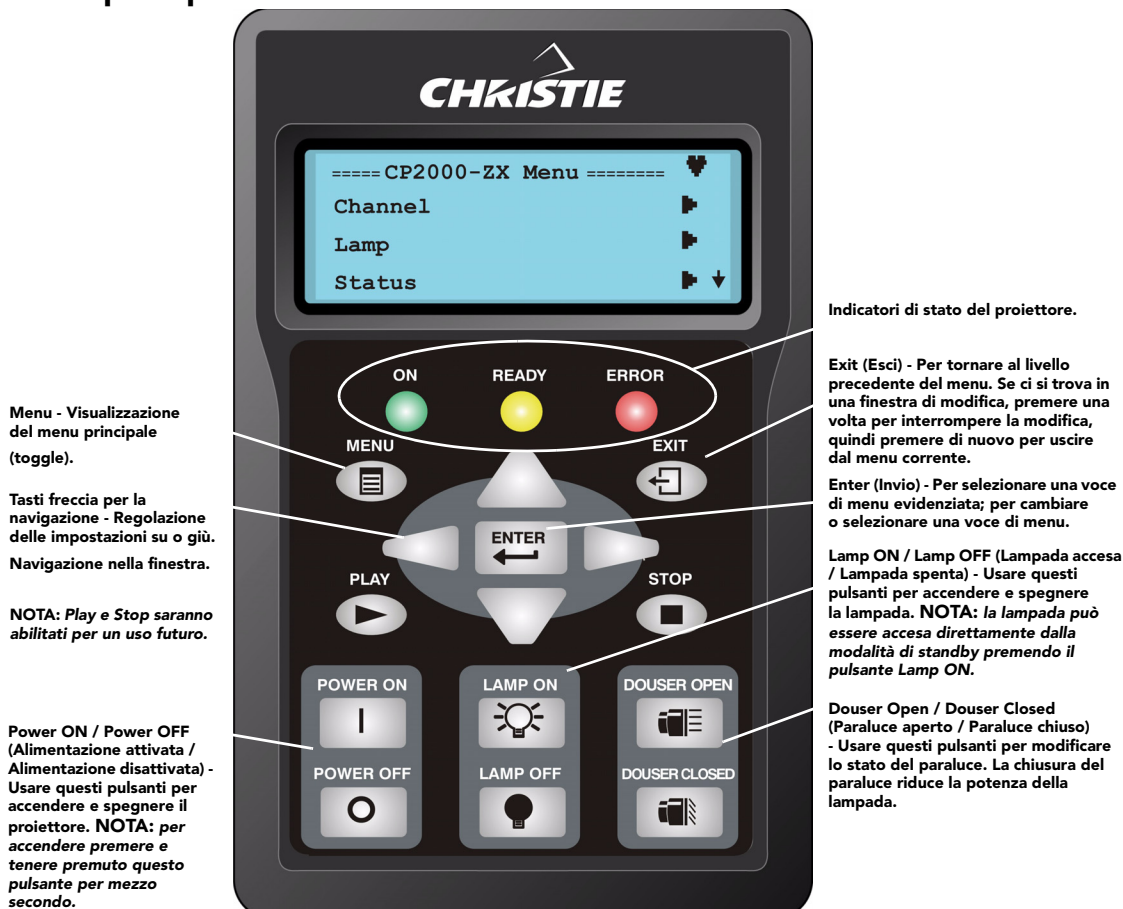 CHRISTIE
===== CP2000-ZX Menu ========
Channel
Lamp
Status
ON READY ERROR
MENU EXIT
ENTER
PLAY STOP
POWER ON LAMP ON DOUSER OPEN
POWER OFF LAMP OFF DOUSER CLOSED
Menu - Visualizzazione
del menu principale
(toggle).
Tasti freccia per la
navigazione - Regolazione
delle impostazioni su o giù.
Navigazione nella finestra.
NOTA: Play e Stop saranno
abilitati per un uso futuro.
Power ON / Power OFF
(Alimentazione attivata /
Alimentazione disattivata) -
Usare questi pulsanti per
accendere e spegnere il
proiettore. NOTA: per
accendere premere e
tenere premuto questo
pulsante per mezzo
secondo.
Indicatori di stato del proiettore.
Exit (Esci) - Per tornare al livello
precedente del menu. Se ci si trova in
una finestra di modifica, premere una
volta per interrompere la modifica,
quindi premere di nuovo per uscire
dal menu corrente.
Enter (Invio) - Per selezionare una voce
di menu evidenziata; per cambiare
o selezionare una voce di menu.
Lamp ON / Lamp OFF (Lampada accesa
/ Lampada spenta) - Usare questi
pulsanti per accendere e spegnere
la lampada. NOTA: la lampada può
essere accesa direttamente dalla
modalità di standby premendo il
pulsante Lamp ON.
Douser Open / Douser Closed
(Paraluce aperto / Paraluce chiuso)
- Usare questi pulsanti per modificare
lo stato del paraluce. La chiusura del
paraluce riduce la potenza della
lampada.